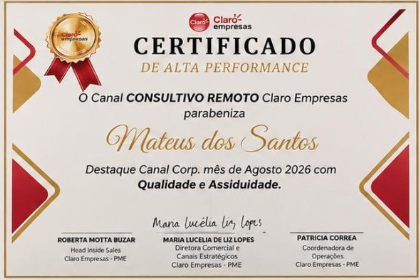 Claro
empresas
Claro
Claro
empresas
CERTIFICADO
DE ALTA PERFORMANCE
O Canal CONSULTIVO REMOTO Claro Empresas
parabeniza
Mateus dos Santos
Destaque Canal Corp. mês de Agosto 2026 com
Qualidade e Assiduidade.
Maria Lucélia Liz Lopes
ROBERTA MOTTA BUZAR
Head Inside Sales
Claro Empresas - PME
MARIA LUCELIA DE LIZ LOPES
Diretora Comercial e
Canais Estratégicos
Claro Empresas - PME
PATRICIA CORREA
Coordenadora de
Operações
Claro Empresas - PME